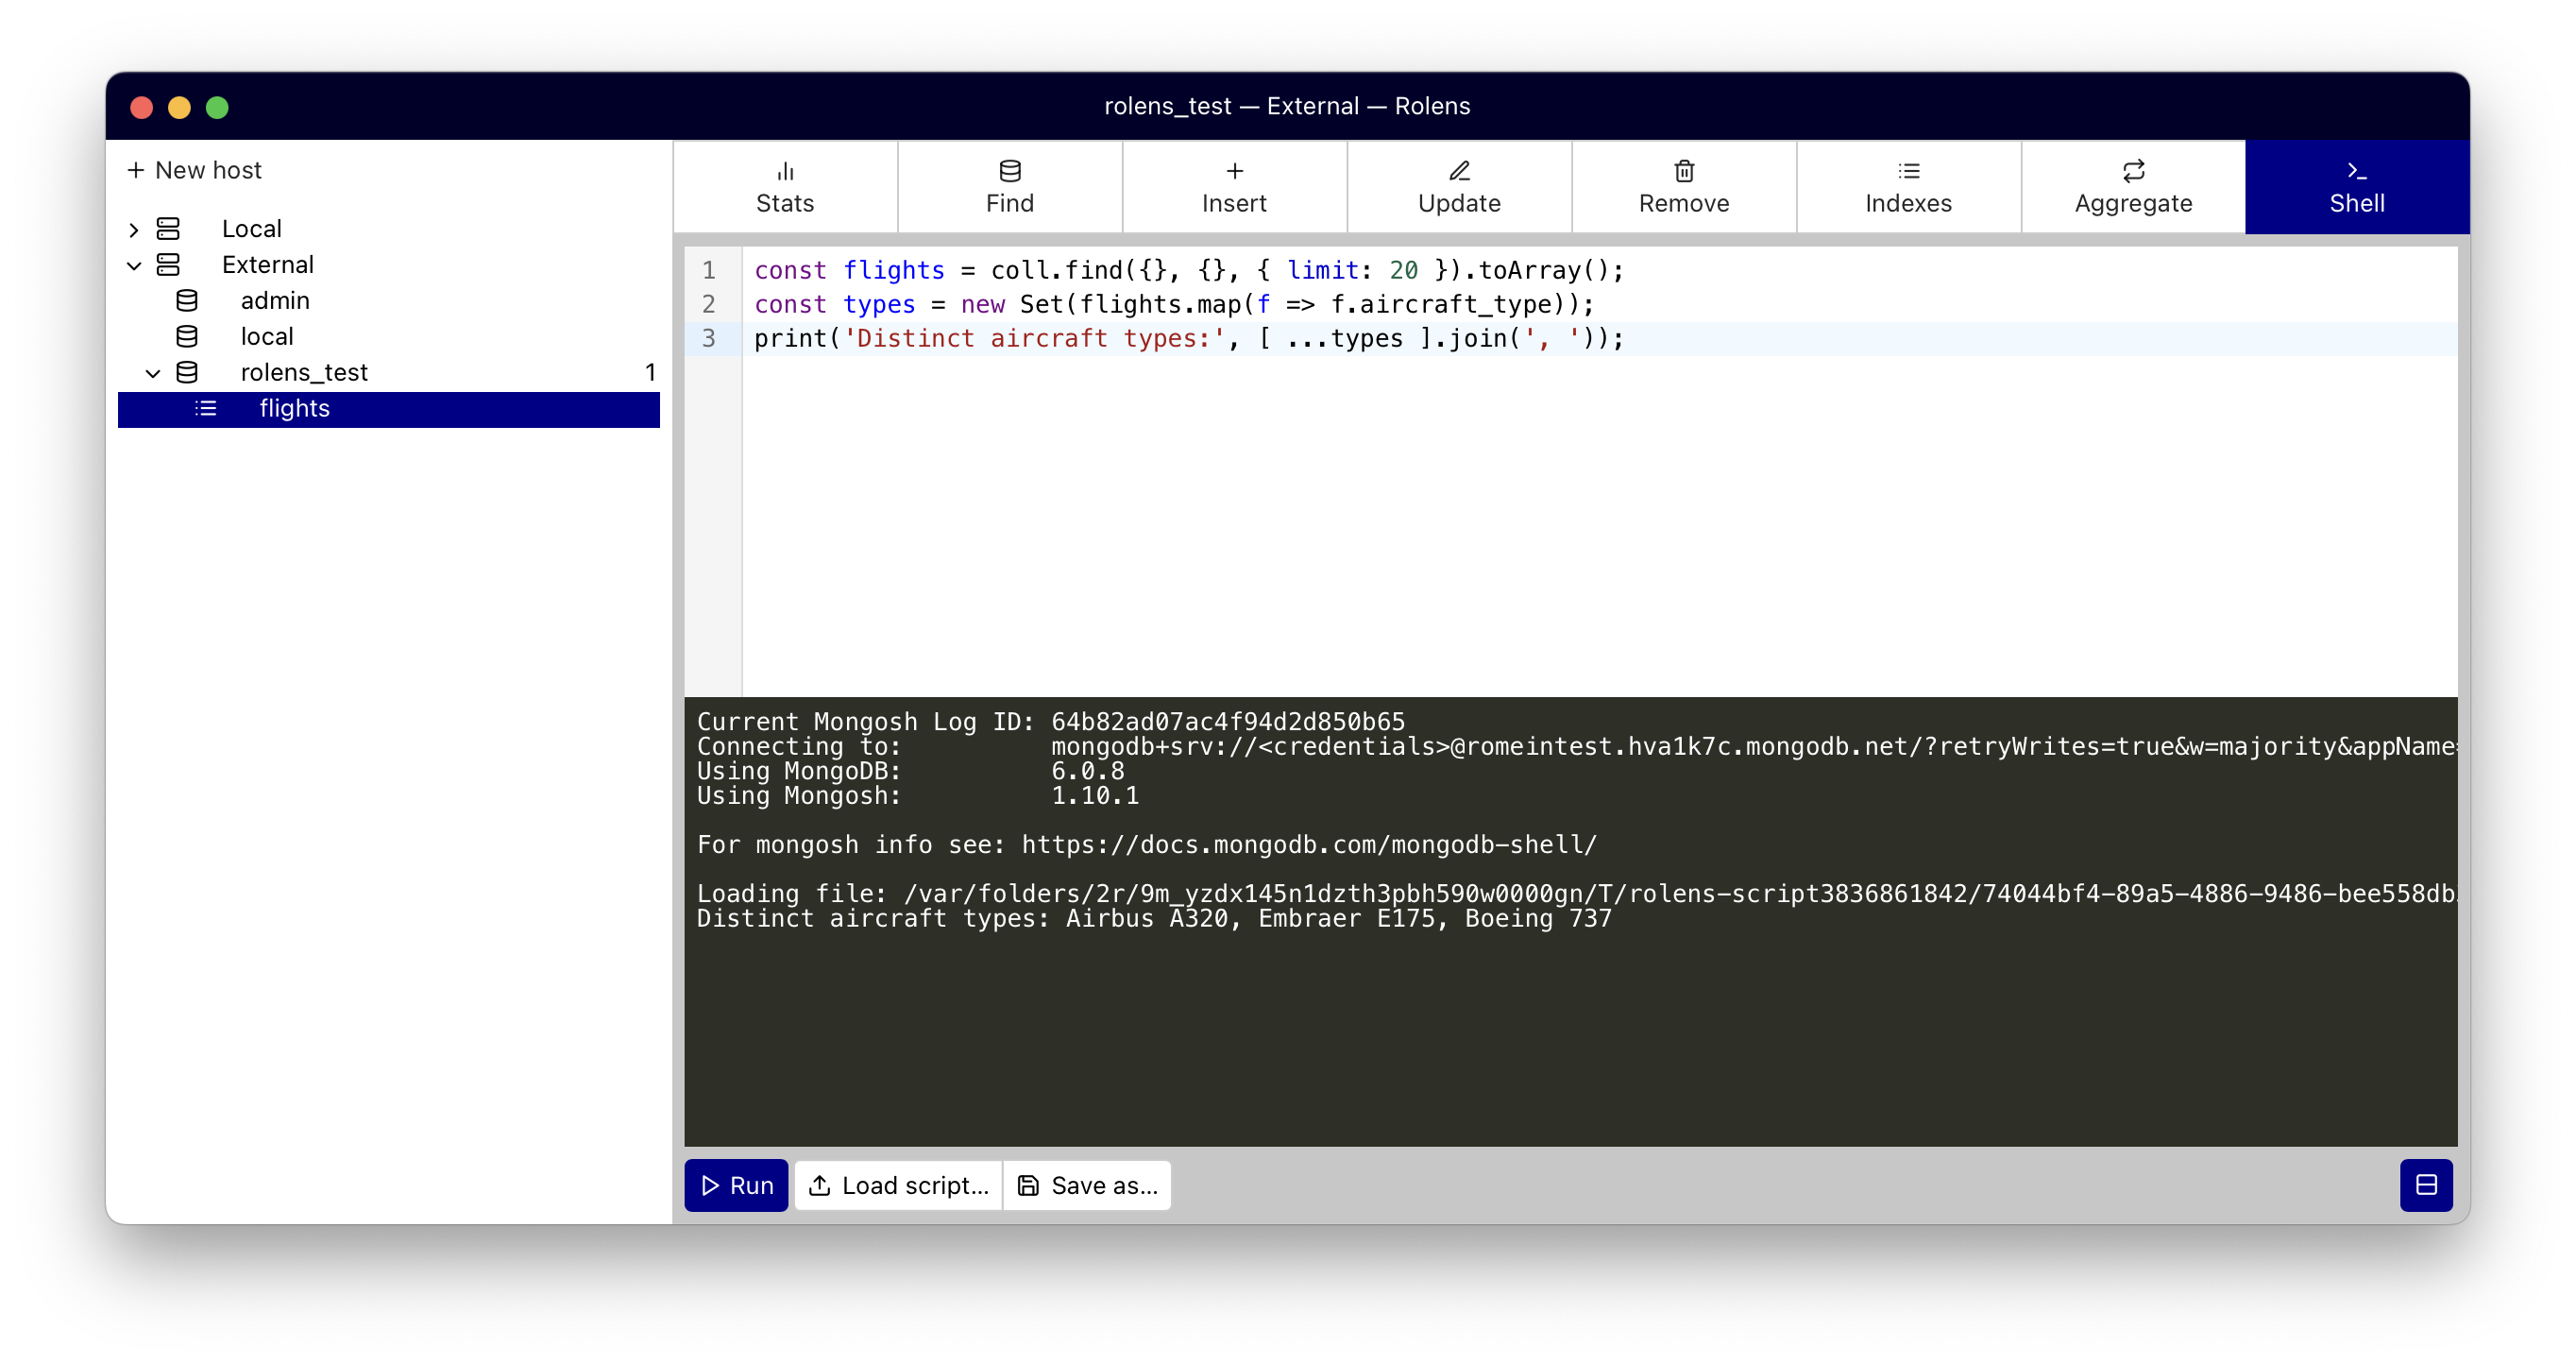 rolens_test — External — Rolens
New host
Local
External
admin
local
rolens_test 1
flights
Stats
Find
Insert
Update
Remove
Indexes
Aggregate
Shell
1 const flights = coll.find({}, {}, { limit: 20 }).toArray();
2 const types = new Set(flights.map(f => f.aircraft_type));
3 print('Distinct aircraft types:', [ ...types ].join(', '));
Current Mongosh Log ID: 64b82ad07ac4f94d2d850b65
Connecting to: mongodb+srv://<credentials>@romeintest.hva1k7c.mongodb.net/?retryWrites=true&w=majority&appName=
Using MongoDB: 6.0.8
Using Mongosh: 1.10.1
For mongosh info see: https://docs.mongodb.com/mongodb-shell/
Loading file: /var/folders/2r/9m_yzdx145n1dzth3pbh590w0000gn/T/rolens-script3836861842/74044bf4-89a5-4886-9486-bee558db
Distinct aircraft types: Airbus A320, Embraer E175, Boeing 737
Run
Load script...
Save as...